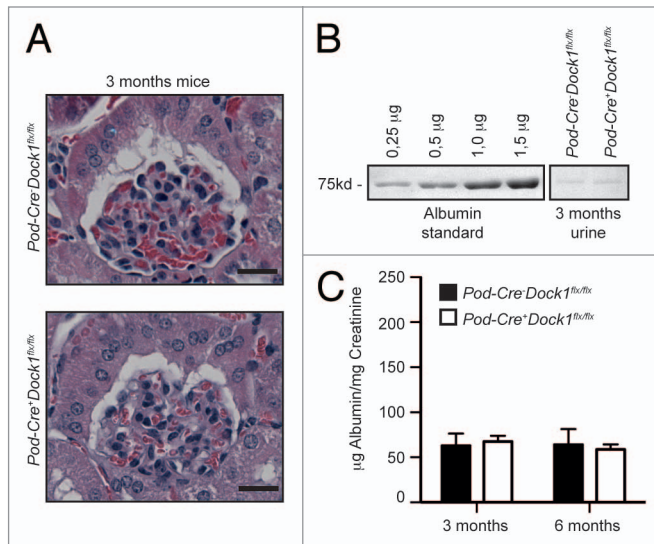 A
3 months mice
Pod-Cre-Dock1flx/flx
Pod-Cre+Dock1flx/flx
B
0,25 µg
0,5 µg
1,0 µg
1,5 µg
Pod-Cre-Dock1flx/flx
Pod-Cre+Dock1flx/flx
75kd -
Albumin
standard
3 months
urine
C
µg Albumin/mg Creatinine
250
200
150
100
50
0
Pod-Cre-Dock1flx/flx
Pod-Cre+Dock1flx/flx
3 months
6 months